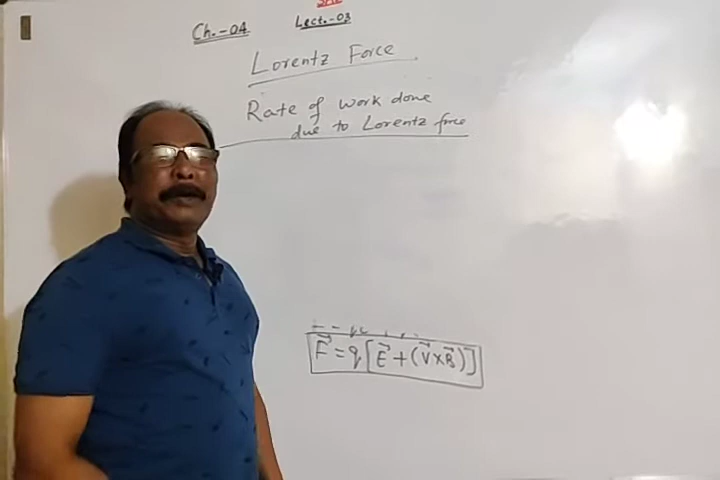 Ch.-04
Lect.-03
Lorentz Force
Rate of work done
due to Lorentz force
F⃗ = q [E⃗ + (V⃗ × B⃗)]